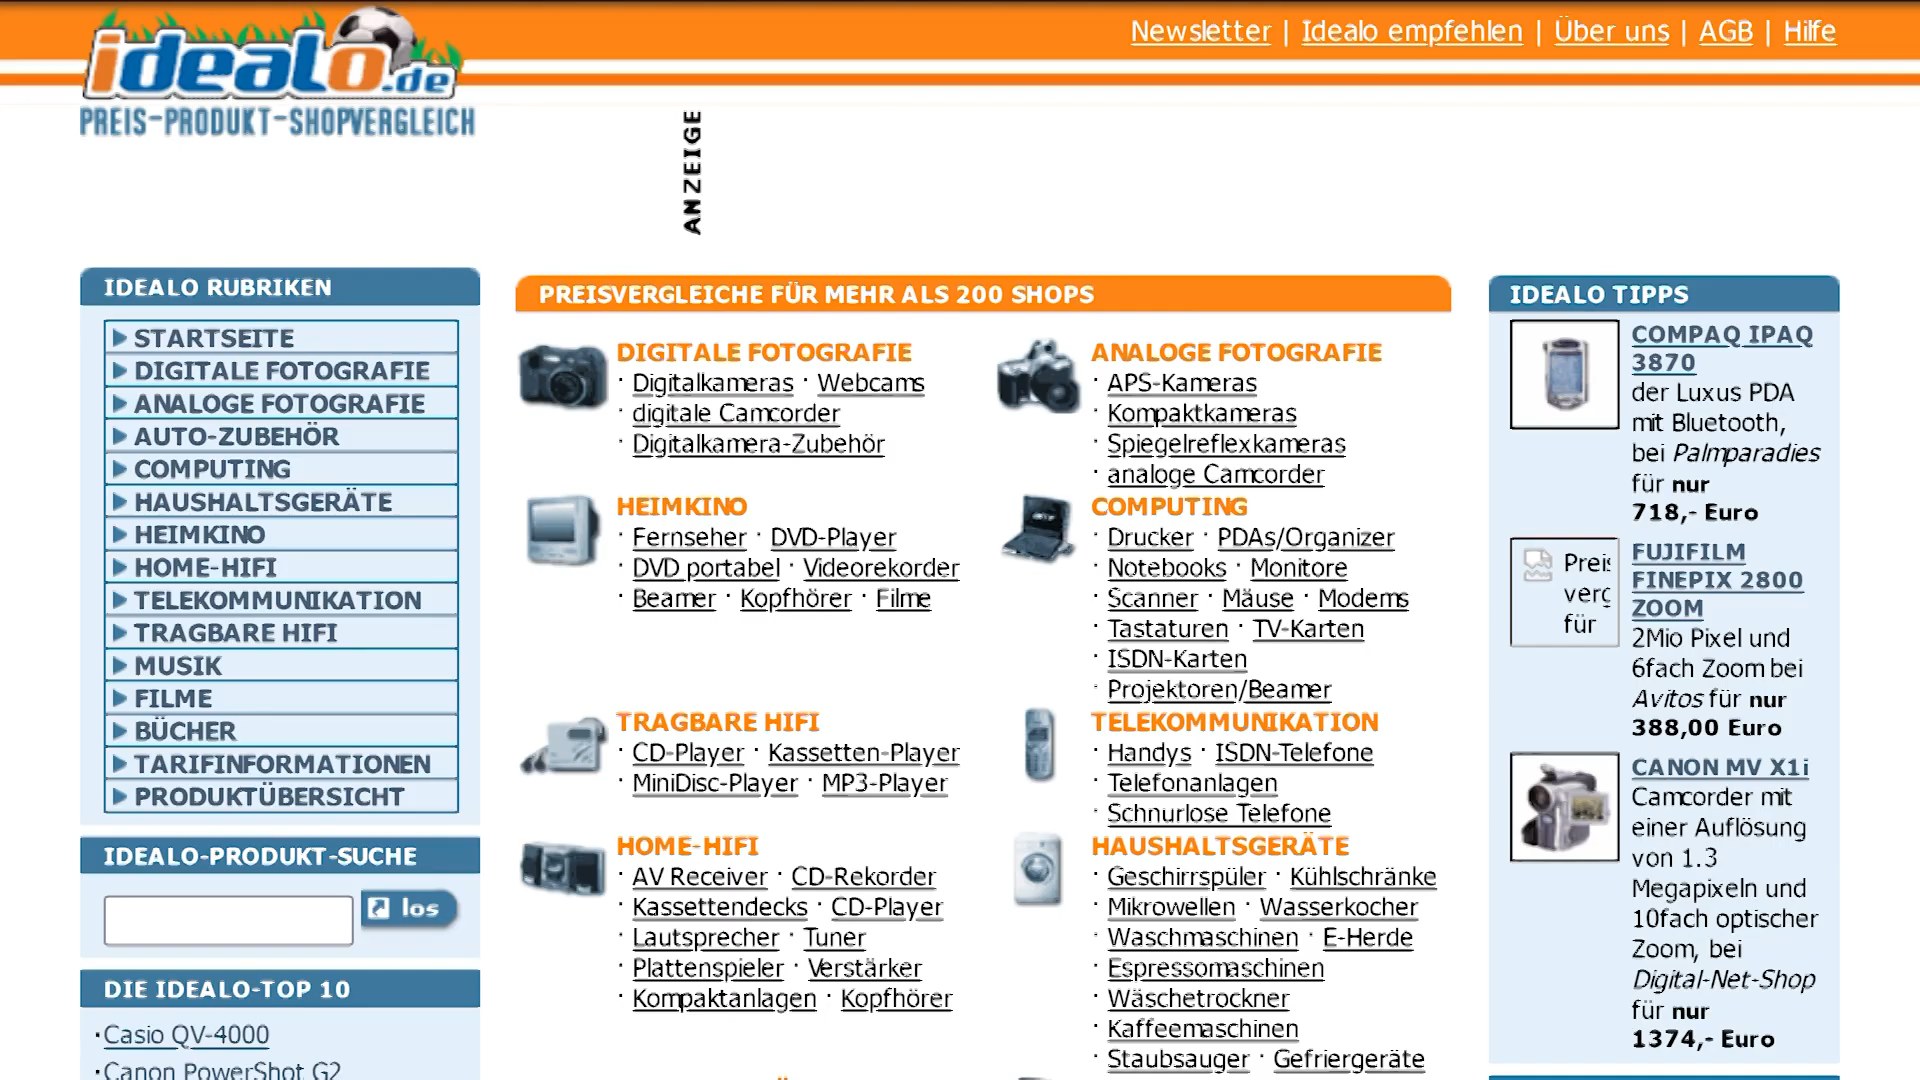 idealo.de
PREIS-PRODUKT-SHOPVERGLEICH
Newsletter | Idealo empfehlen | Über uns | AGB | Hilfe
ANZEIGE
IDEALO RUBRIKEN
STARTSEITE
DIGITALE FOTOGRAFIE
ANALOGE FOTOGRAFIE
AUTO-ZUBEHÖR
COMPUTING
HAUSHALTSGERÄTE
HEIMKINO
HOME-HIFI
TELEKOMMUNIKATION
TRAGBARE HIFI
MUSIK
FILME
BÜCHER
TARIFINFORMATIONEN
PRODUKTÜBERSICHT
IDEALO-PRODUKT-SUCHE
los
DIE IDEALO-TOP 10
·Casio QV-4000
·Canon PowerShot G2
PREISVERGLEICHE FÜR MEHR ALS 200 SHOPS
DIGITALE FOTOGRAFIE
· Digitalkameras · Webcams
· digitale Camcorder
· Digitalkamera-Zubehör
ANALOGE FOTOGRAFIE
· APS-Kameras
· Kompaktkameras
· Spiegelreflexkameras
· analoge Camcorder
HEIMKINO
· Fernseher · DVD-Player
· DVD portabel · Videorekorder
· Beamer · Kopfhörer · Filme
COMPUTING
· Drucker · PDAs/Organizer
· Notebooks · Monitore
· Scanner · Mäuse · Modems
· Tastaturen · TV-Karten
· ISDN-Karten
· Projektoren/Beamer
TRAGBARE HIFI
· CD-Player · Kassetten-Player
· MiniDisc-Player · MP3-Player
TELEKOMMUNIKATION
· Handys · ISDN-Telefone
· Telefonanlagen
· Schnurlose Telefone
HOME-HIFI
· AV Receiver · CD-Rekorder
· Kassettendecks · CD-Player
· Lautsprecher · Tuner
· Plattenspieler · Verstärker
· Kompaktanlagen · Kopfhörer
HAUSHALTSGERÄTE
· Geschirrspüler · Kühlschränke
· Mikrowellen · Wasserkocher
· Waschmaschinen · E-Herde
· Espressomaschinen
· Wäschetrockner
· Kaffeemaschinen
· Staubsauger · Gefriergeräte
IDEALO TIPPS
COMPAQ IPAQ
3870
der Luxus PDA
mit Bluetooth,
bei Palmparadies
für nur
718,- Euro
Preis
verg
für
FUJIFILM
FINEPIX 2800
ZOOM
2Mio Pixel und
6fach Zoom bei
Avitos für nur
388,00 Euro
CANON MV X1i
Camcorder mit
einer Auflösung
von 1.3
Megapixeln und
10fach optischer
Zoom, bei
Digital-Net-Shop
für nur
1374,- Euro